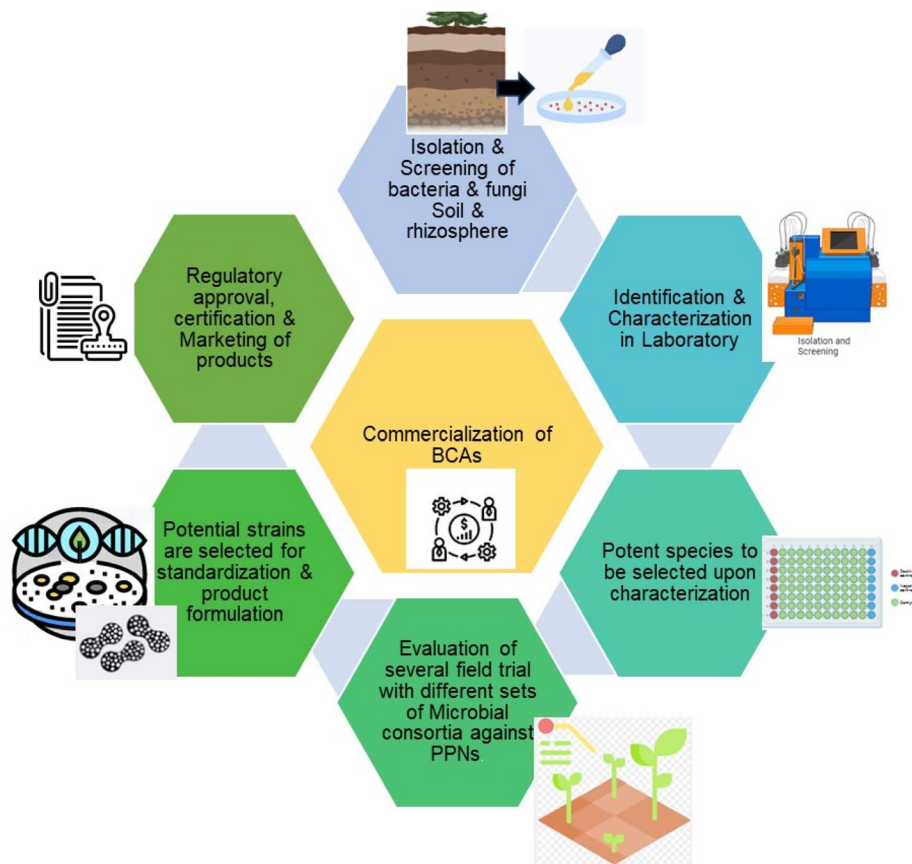 Isolation &
Screening of
bacteria & fungi
Soil &
rhizosphere
Identification &
Characterization
in Laboratory
Isolation and
Screening
Potent species to
be selected upon
characterization
Evaluation of
several field trial
with different sets
of Microbial
consortia against
PPNs.
Potential strains
are selected for
standardization &
product
formulation
Regulatory
approval,
certification &
Marketing of
products
Commercialization of
BCAs
$